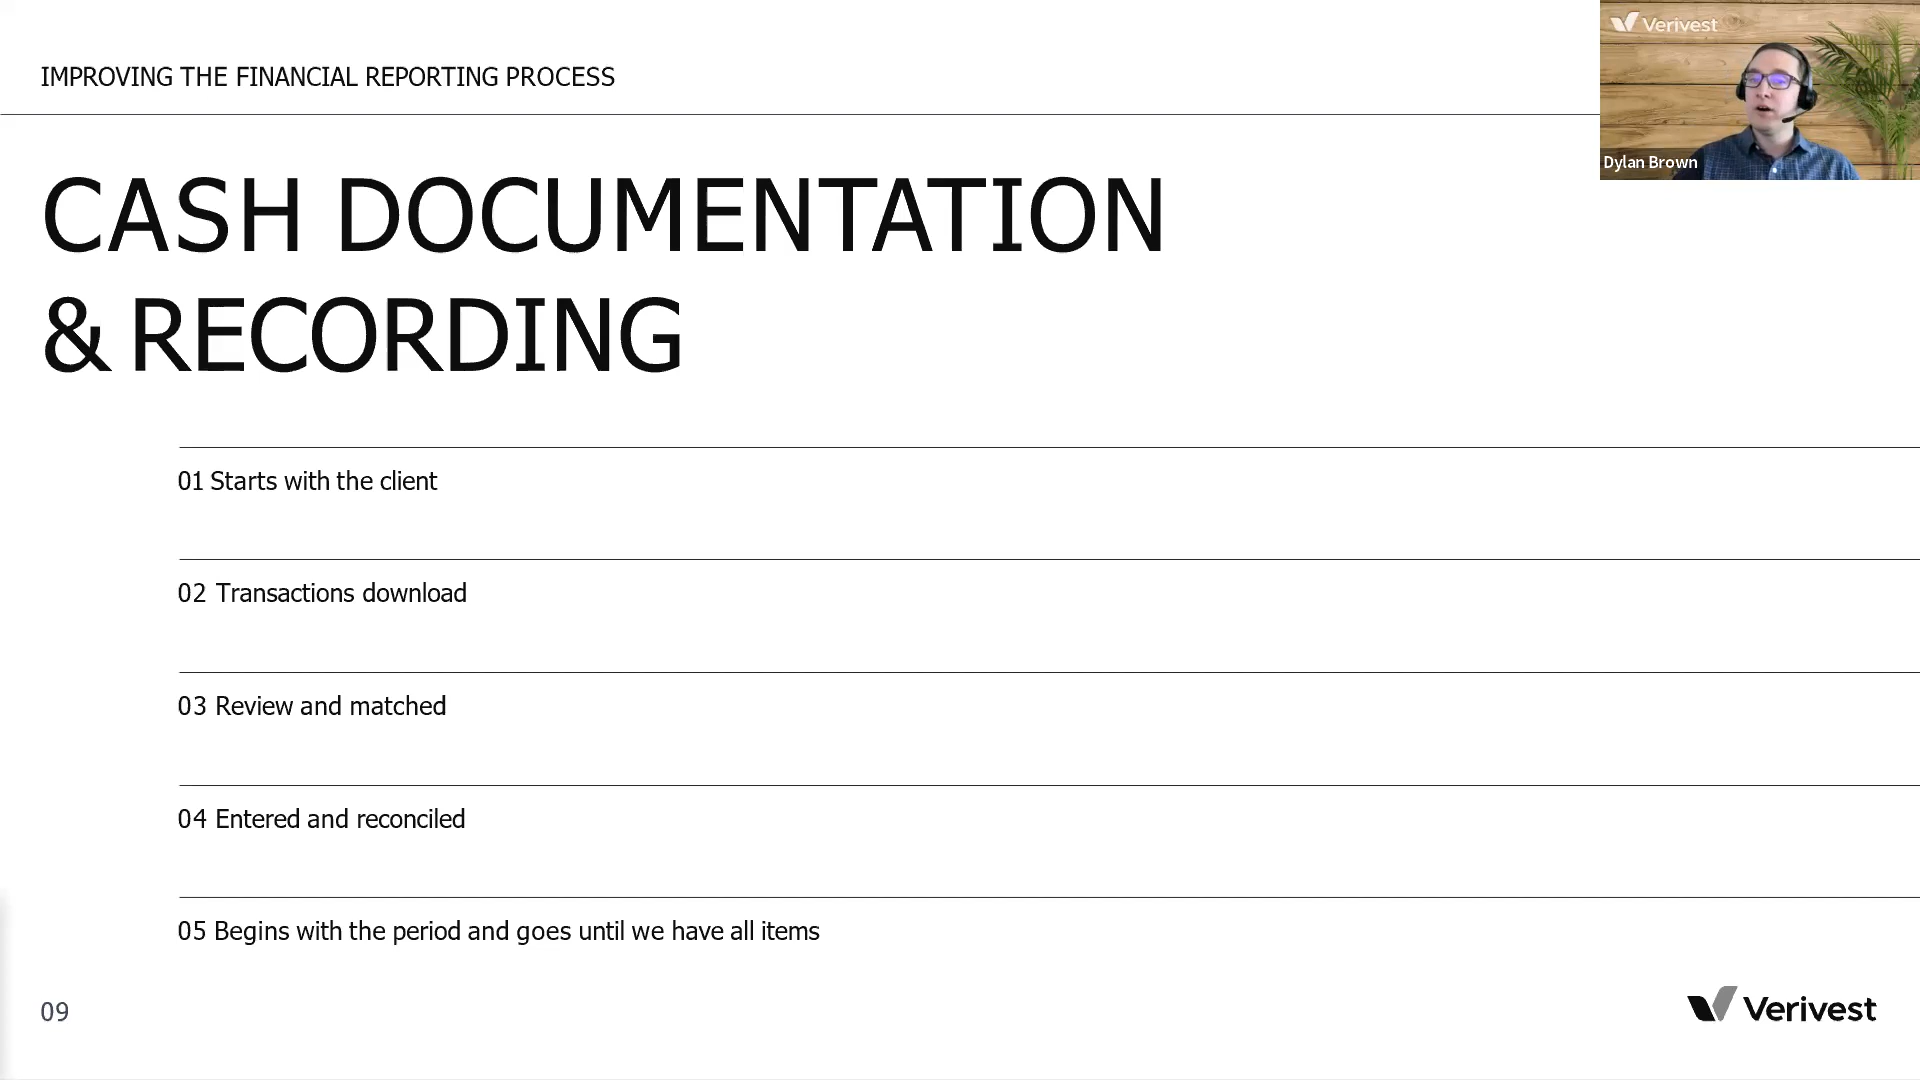 IMPROVING THE FINANCIAL REPORTING PROCESS
Verivest
Dylan Brown
CASH DOCUMENTATION
& RECORDING
01 Starts with the client
02 Transactions download
03 Review and matched
04 Entered and reconciled
05 Begins with the period and goes until we have all items
09
Verivest